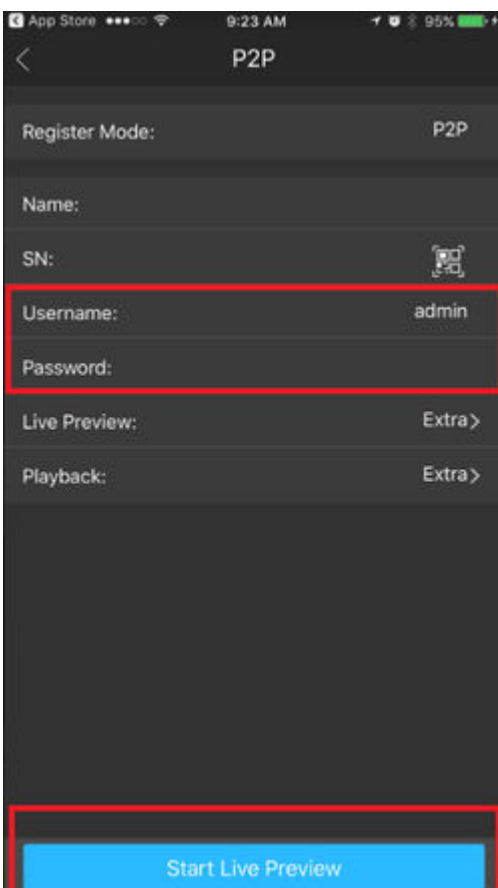 App Store 9:23 AM 95%
P2P
Register Mode: P2P
Name:
SN:
Username: admin
Password:
Live Preview: Extra>
Playback: Extra>
Start Live Preview